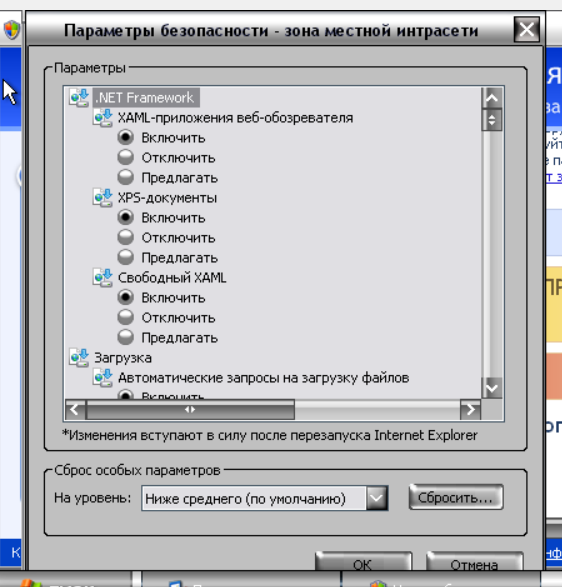 Параметры безопасности - зона местной интрасети
Параметры
.NET Framework
XAML-приложения веб-обозревателя
Включить
Отключить
Предлагать
XPS-документы
Включить
Отключить
Предлагать
Свободный XAML
Включить
Отключить
Предлагать
Загрузка
Автоматические запросы на загрузку файлов
Включить
*Изменения вступают в силу после перезапуска Internet Explorer
Сброс особых параметров
На уровень: Ниже среднего (по умолчанию) Сбросить...
ОК Отмена